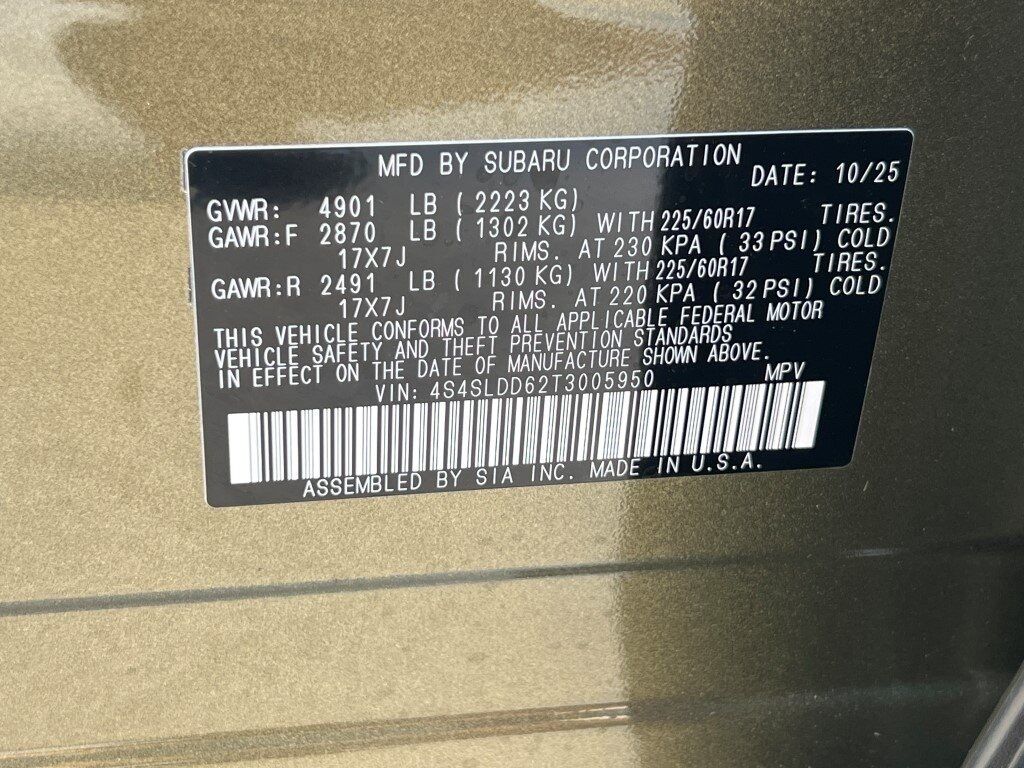 MFD BY SUBARU CORPORATION DATE: 10/25
GVWR: 4901 LB ( 2223 KG)
GAWR:F 2870 LB ( 1302 KG) WITH 225/60R17 TIRES.
17X7J RIMS. AT 230 KPA ( 33 PSI) COLD
GAWR:R 2491 LB ( 1130 KG) WITH 225/60R17 TIRES.
17X7J RIMS. AT 220 KPA ( 32 PSI) COLD
THIS VEHICLE CONFORMS TO ALL APPLICABLE FEDERAL MOTOR
VEHICLE SAFETY AND THEFT PREVENTION STANDARDS
IN EFFECT ON THE DATE OF MANUFACTURE SHOWN ABOVE.
VIN: 4S4SLDD62T3005950 MPV
ASSEMBLED BY SIA INC. MADE IN U.S.A.